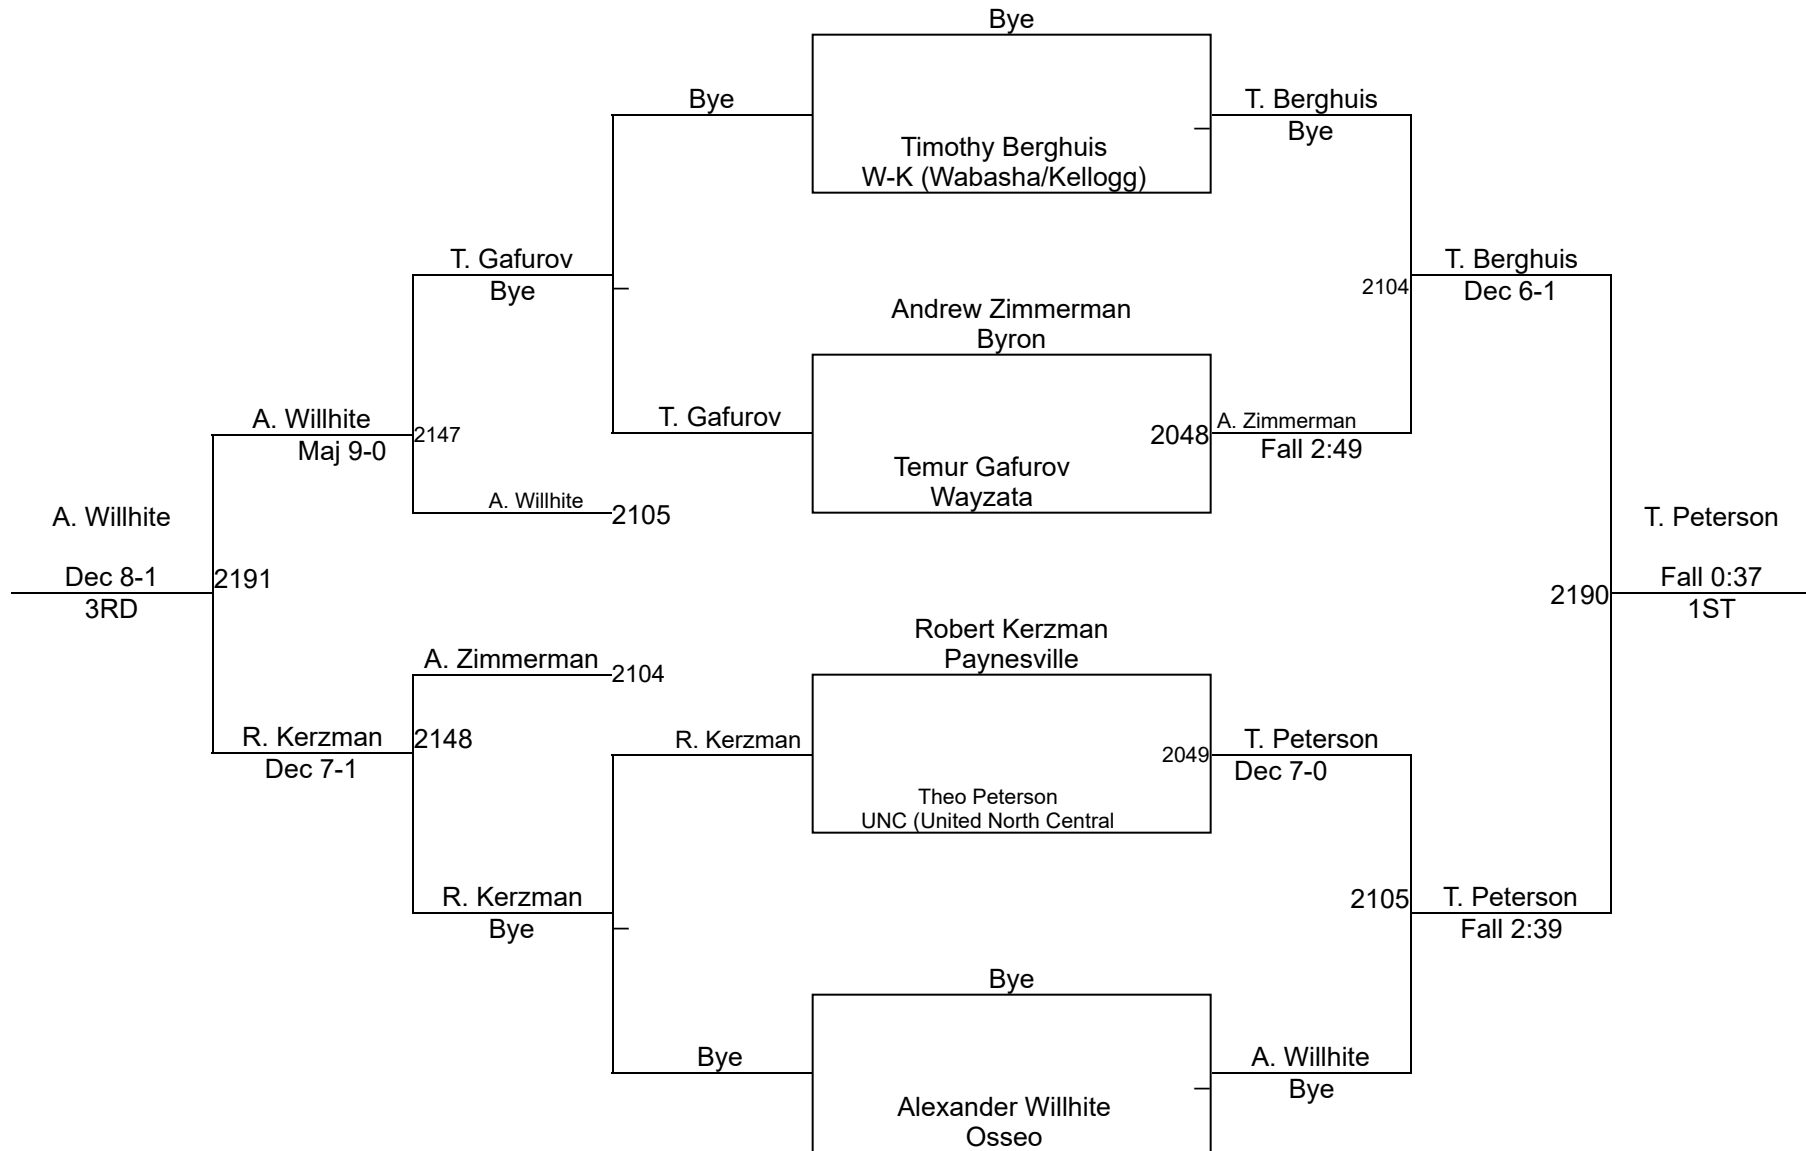 Bye
Bye
T. Berghuis
Bye
Timothy Berghuis
W-K (Wabasha/Kellogg)
T. Gafurov
Bye
T. Berghuis
2104
Dec 6-1
Andrew Zimmerman
Byron
A. Willhite
2147
Maj 9-0
T. Gafurov
2048
A. Zimmerman
Fall 2:49
Temur Gafurov
Wayzata
A. Willhite
2105
A. Willhite
T. Peterson
Dec 8-1
2191
3RD
2190
Fall 0:37
1ST
Robert Kerzman
Paynesville
A. Zimmerman
2104
R. Kerzman
2148
Dec 7-1
R. Kerzman
2049
T. Peterson
Dec 7-0
Theo Peterson
UNC (United North Central
R. Kerzman
Bye
2105
T. Peterson
Fall 2:39
Bye
Bye
A. Willhite
Bye
Alexander Willhite
Osseo